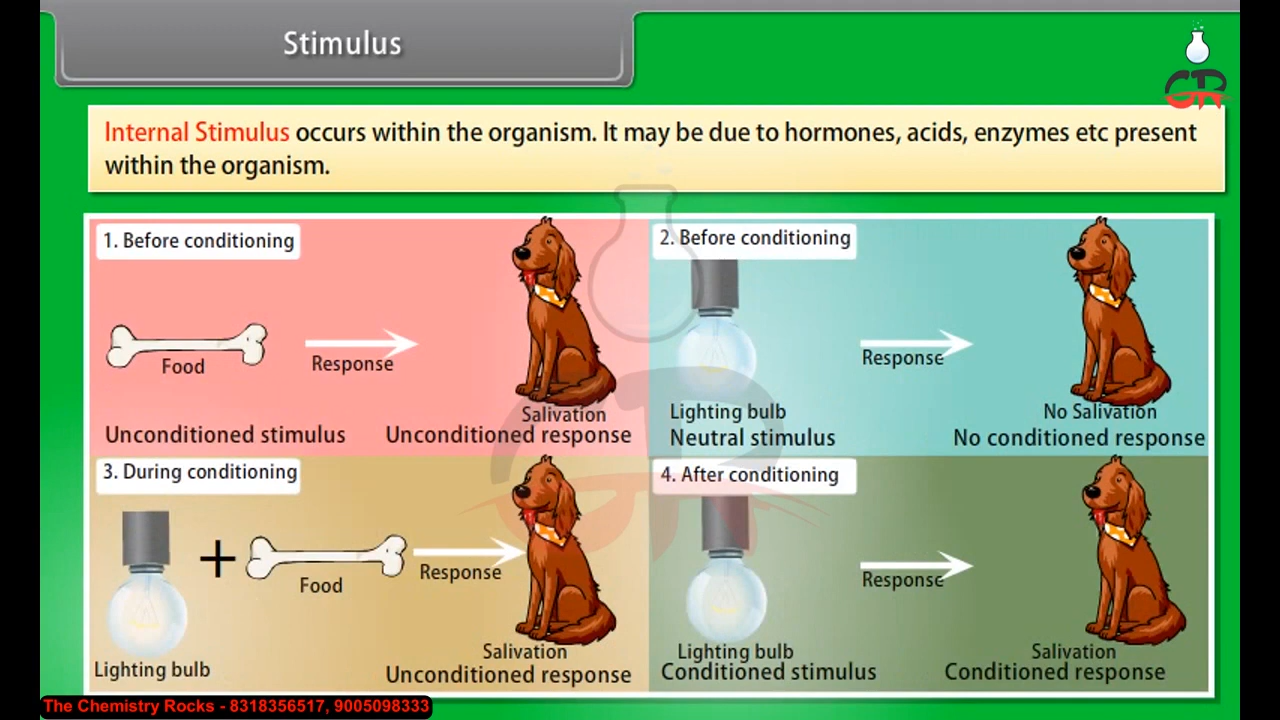 Stimulus
GR
Internal Stimulus occurs within the organism. It may be due to hormones, acids, enzymes etc present
within the organism.
1. Before conditioning
Food
Response
Salivation
Unconditioned stimulus
Unconditioned response
2. Before conditioning
Response
Lighting bulb
No Salivation
Neutral stimulus
No conditioned response
3. During conditioning
+
Food
Response
Lighting bulb
Salivation
Unconditioned response
4. After conditioning
Response
Lighting bulb
Salivation
Conditioned stimulus
Conditioned response
GR
The Chemistry Rocks - 8318356517, 9005098333